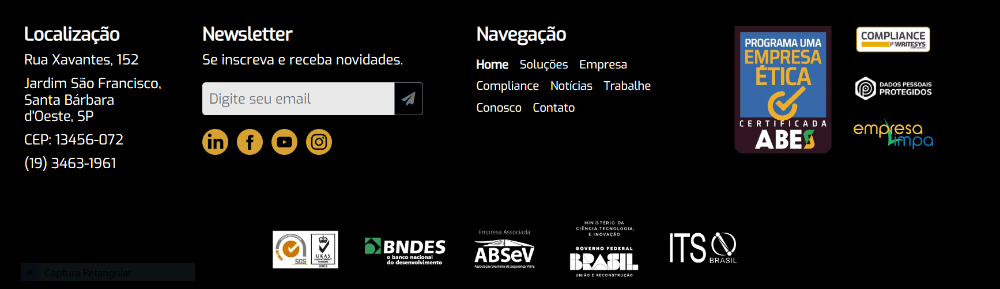 Localização
Rua Xavantes, 152
Jardim São Francisco,
Santa Bárbara
d'Oeste, SP
CEP: 13456-072
(19) 3463-1961
Newsletter
Se inscreva e receba novidades.
Digite seu email
Navegação
Home Soluções Empresa
Compliance Notícias Trabalhe
Conosco Contato
PROGRAMA UMA
EMPRESA
ÉTICA
CERTIFICADA
ABES
COMPLIANCE
WRITESYS
DADOS PESSOAIS
PROTEGIDOS
empresa
limpa
SGS
UKAS
MANAGEMENT
SYSTEMS
0005
BNDES
o banco nacional
do desenvolvimento
Empresa Associada
ABSeV
Associação Brasileira de Segurança Viária
MINISTÉRIO DA
CIÊNCIA, TECNOLOGIA,
E INOVAÇÃO
GOVERNO FEDERAL
BRASIL
UNIÃO E RECONSTRUÇÃO
ITS
BRASIL
Captura Retangular